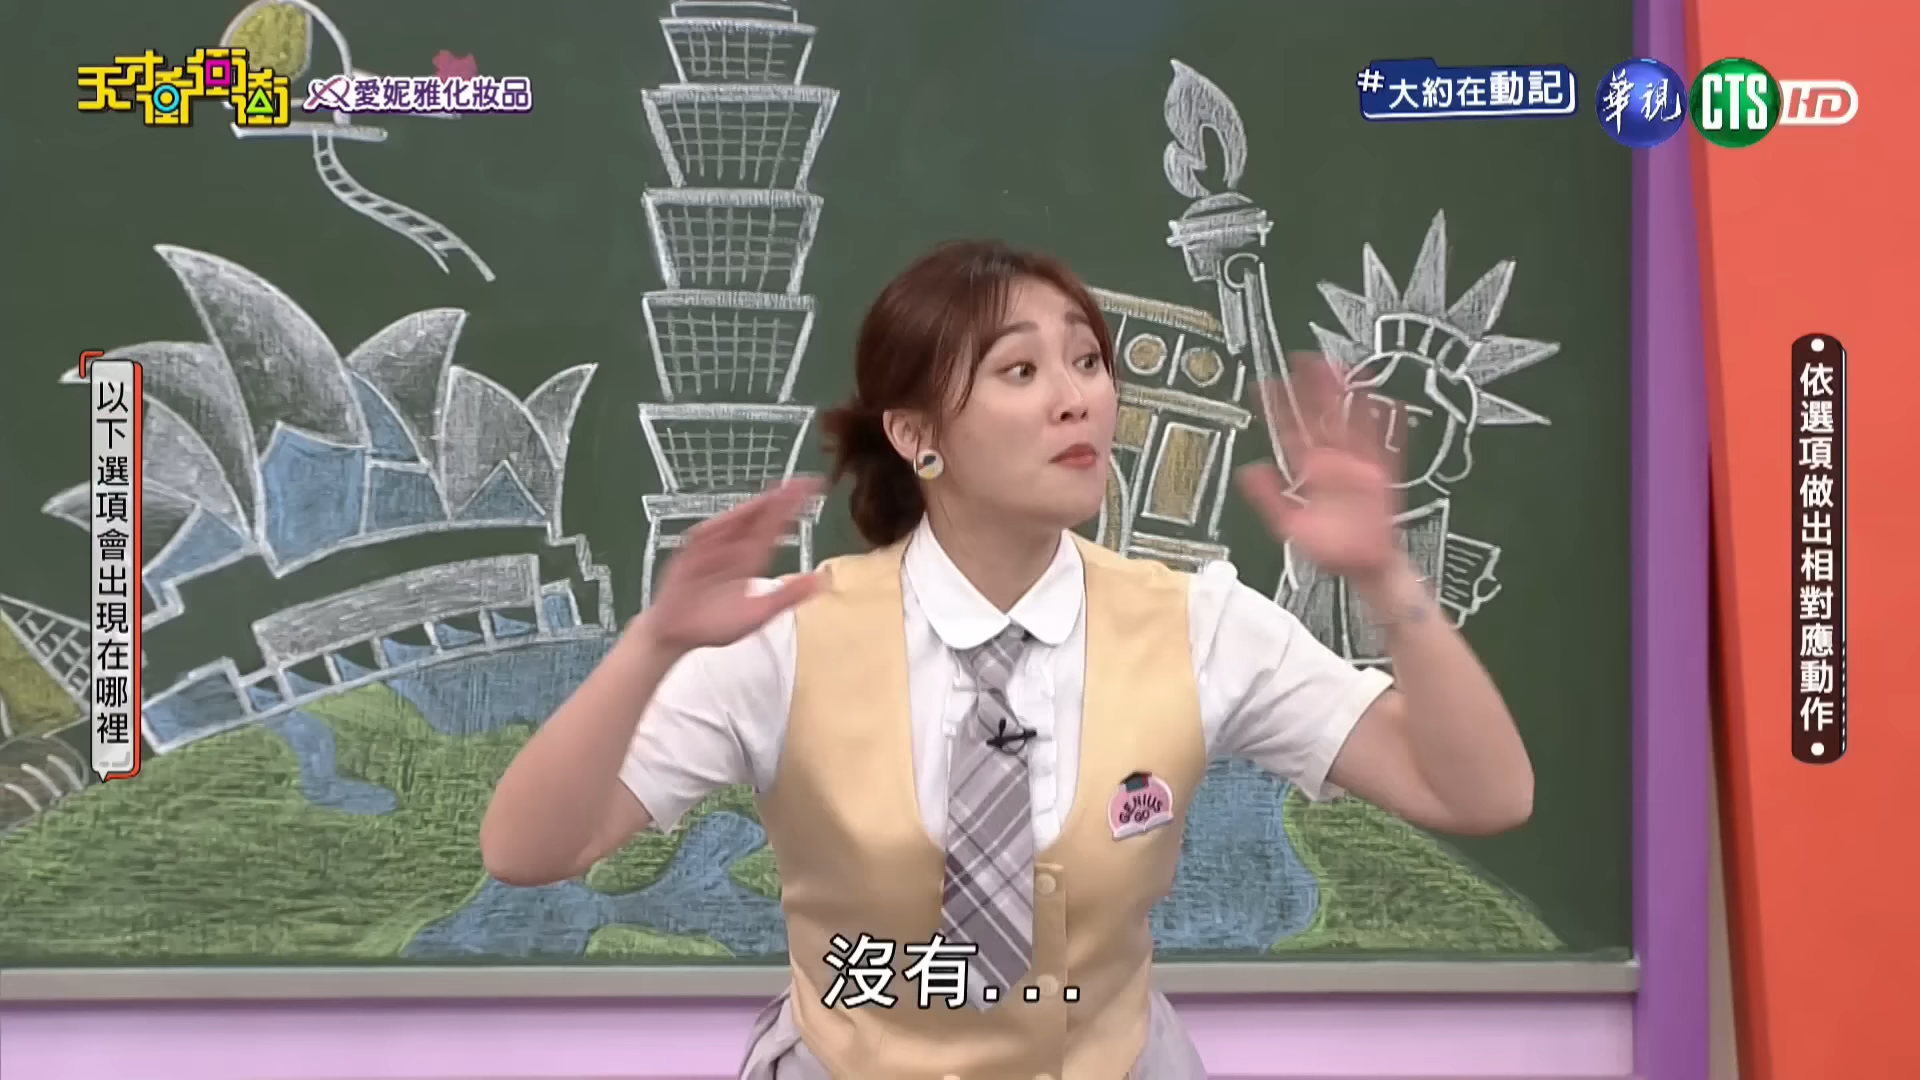 天才衝衝衝
愛妮雅化妝品
#大約在動記
華視
CTS
HD
以下選項會出現在哪裡
依選項做出相對應動作
GENIUS
GO
沒有...